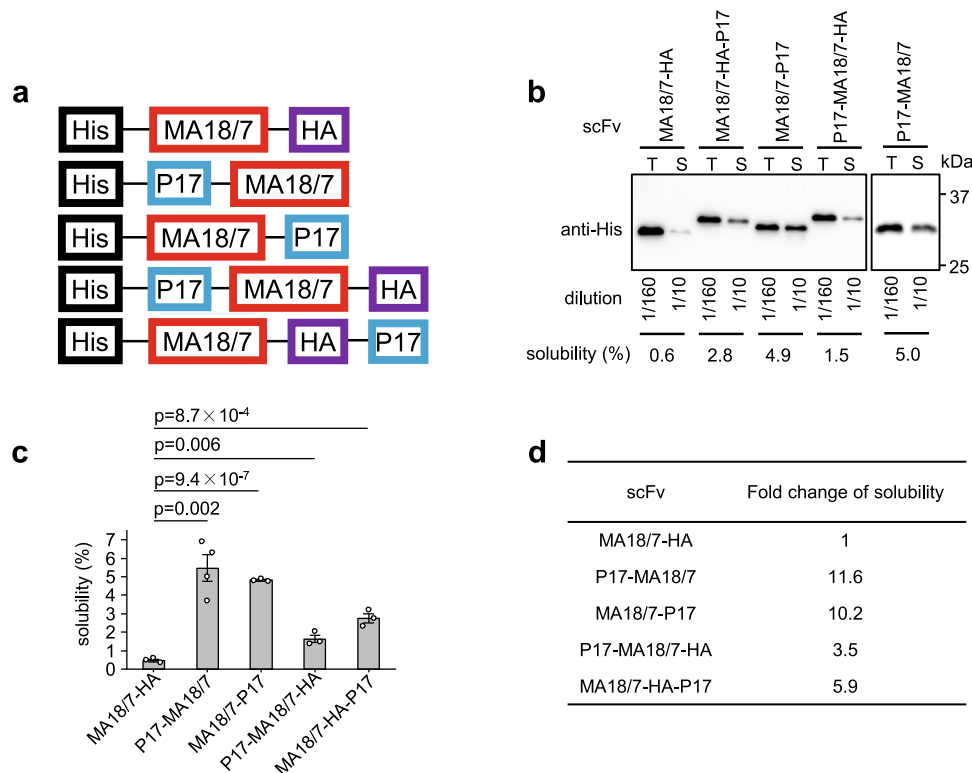 a
His MA18/7 HA
His P17 MA18/7
His MA18/7 P17
His P17 MA18/7 HA
His MA18/7 HA P17
b
scFv MA18/7-HA MA18/7-HA-P17 MA18/7-P17 P17-MA18/7-HA P17-MA18/7
T S T S T S T S T S kDa
37
anti-His
25
dilution 1/160 1/10 1/160 1/10 1/160 1/10 1/160 1/10 1/160 1/10
solubility (%) 0.6 2.8 4.9 1.5 5.0
c
p=8.7×10⁻⁴
p=0.006
p=9.4×10⁻⁷
p=0.002
solubility (%)
7
6
5
4
3
2
1
0
MA18/7-HA P17-MA18/7 MA18/7-P17 P17-MA18/7-HA MA18/7-HA-P17
d
scFv Fold change of solubility
MA18/7-HA 1
P17-MA18/7 11.6
MA18/7-P17 10.2
P17-MA18/7-HA 3.5
MA18/7-HA-P17 5.9